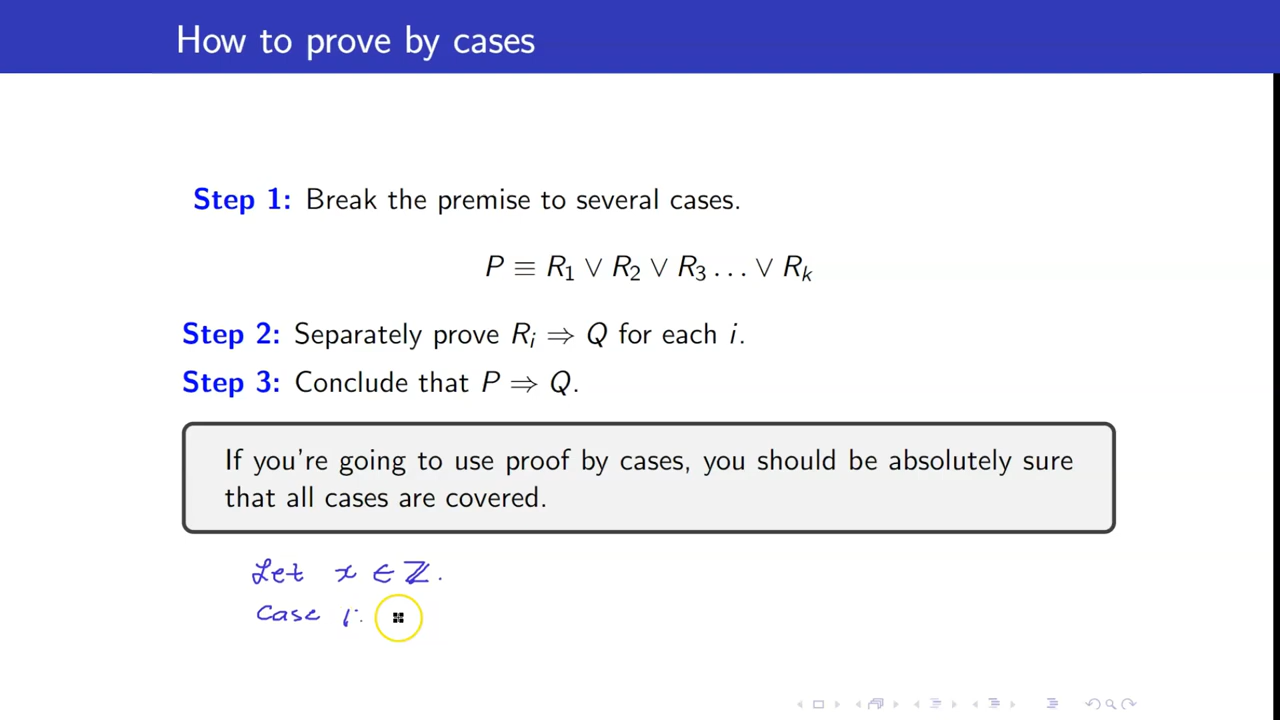 How to prove by cases
Step 1: Break the premise to several cases.
P ≡ R₁ ∨ R₂ ∨ R₃ … ∨ Rₖ
Step 2: Separately prove Rᵢ ⇒ Q for each i.
Step 3: Conclude that P ⇒ Q.
If you're going to use proof by cases, you should be absolutely sure
that all cases are covered.
Let x ∈ ℤ.
Case 1: